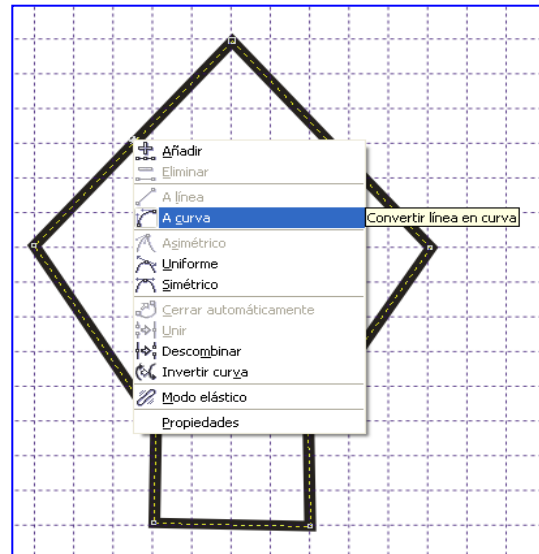 Añadir
Eliminar
A línea
A curva
Convertir línea en curva
Asimétrico
Uniforme
Simétrico
Cerrar automáticamente
Unir
Descombinar
Invertir curva
Modo elástico
Propiedades